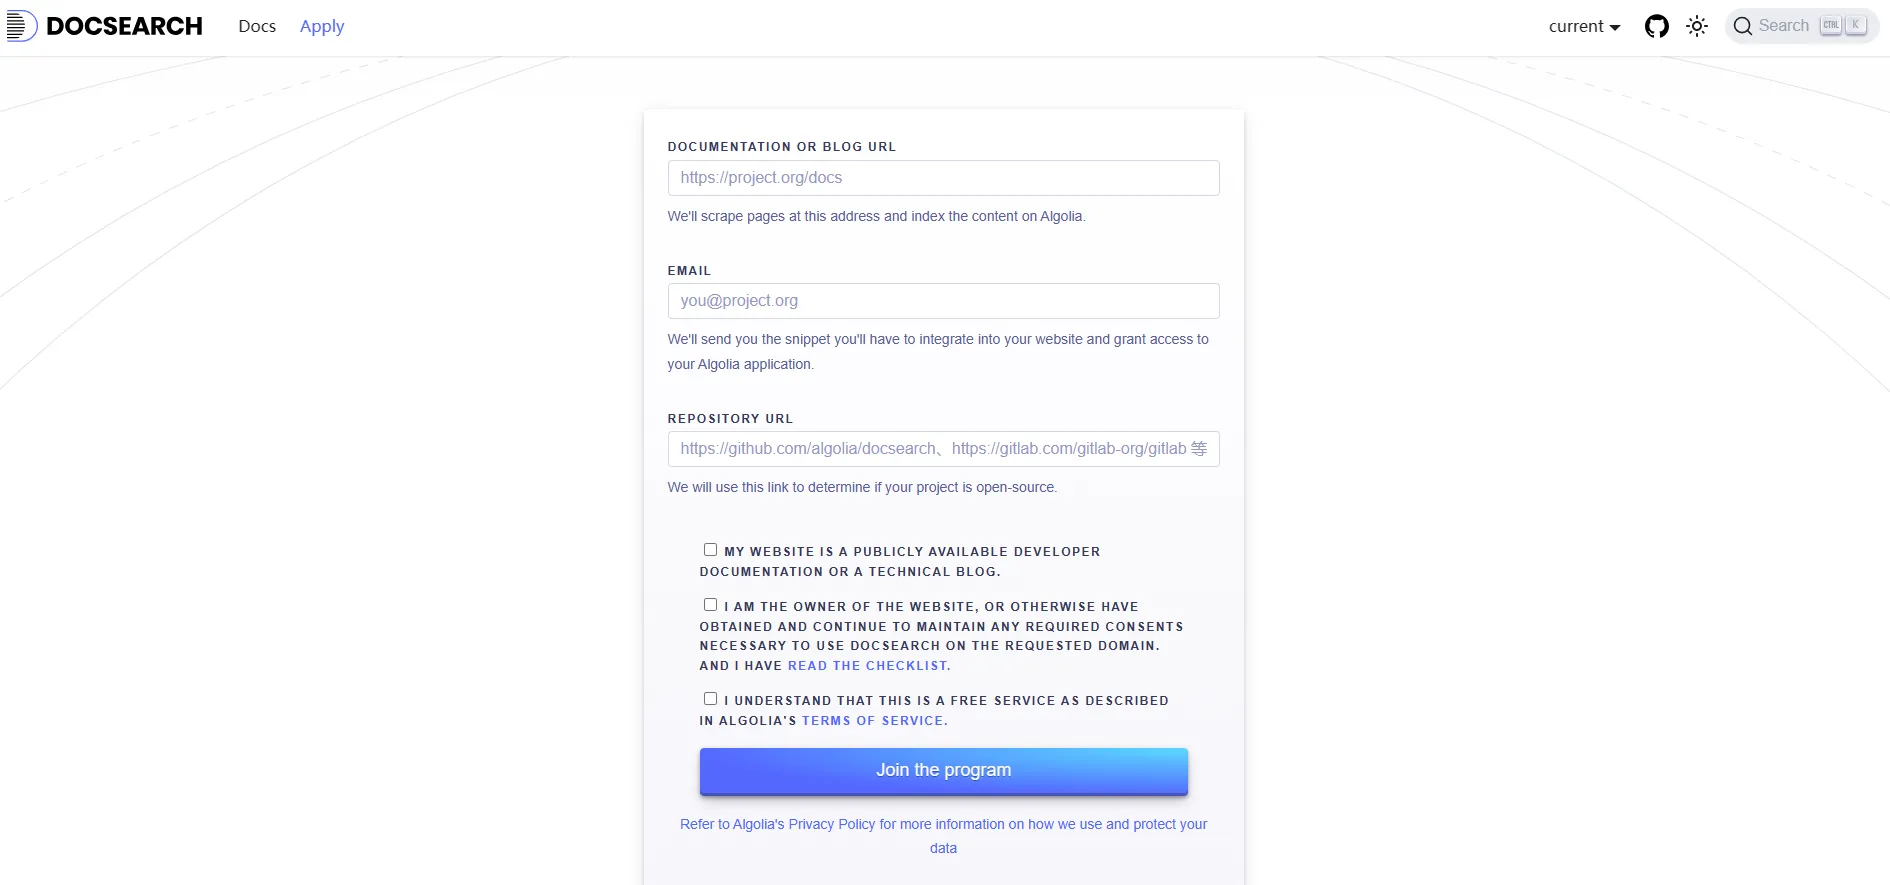 DOCSEARCH Docs Apply current Search CTRL K
DOCUMENTATION OR BLOG URL
https://project.org/docs
We'll scrape pages at this address and index the content on Algolia.
EMAIL
you@project.org
We'll send you the snippet you'll have to integrate into your website and grant access to
your Algolia application.
REPOSITORY URL
https://github.com/algolia/docsearch、https://gitlab.com/gitlab-org/gitlab 等
We will use this link to determine if your project is open-source.
MY WEBSITE IS A PUBLICLY AVAILABLE DEVELOPER
DOCUMENTATION OR A TECHNICAL BLOG.
I AM THE OWNER OF THE WEBSITE, OR OTHERWISE HAVE
OBTAINED AND CONTINUE TO MAINTAIN ANY REQUIRED CONSENTS
NECESSARY TO USE DOCSEARCH ON THE REQUESTED DOMAIN.
AND I HAVE READ THE CHECKLIST.
I UNDERSTAND THAT THIS IS A FREE SERVICE AS DESCRIBED
IN ALGOLIA'S TERMS OF SERVICE.
Join the program
Refer to Algolia's Privacy Policy for more information on how we use and protect your
data